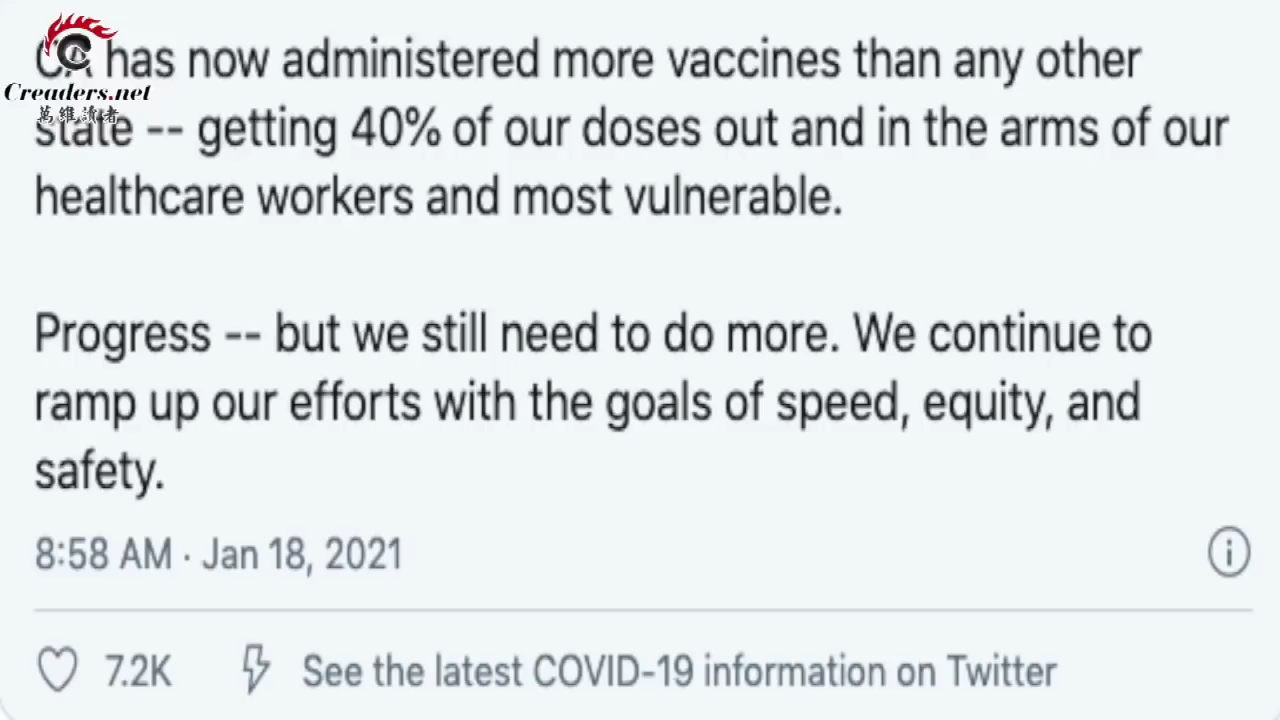 Creaders.net
萬維讀者
CA has now administered more vaccines than any other
state -- getting 40% of our doses out and in the arms of our
healthcare workers and most vulnerable.
Progress -- but we still need to do more. We continue to
ramp up our efforts with the goals of speed, equity, and
safety.
8:58 AM · Jan 18, 2021
7.2K
See the latest COVID-19 information on Twitter